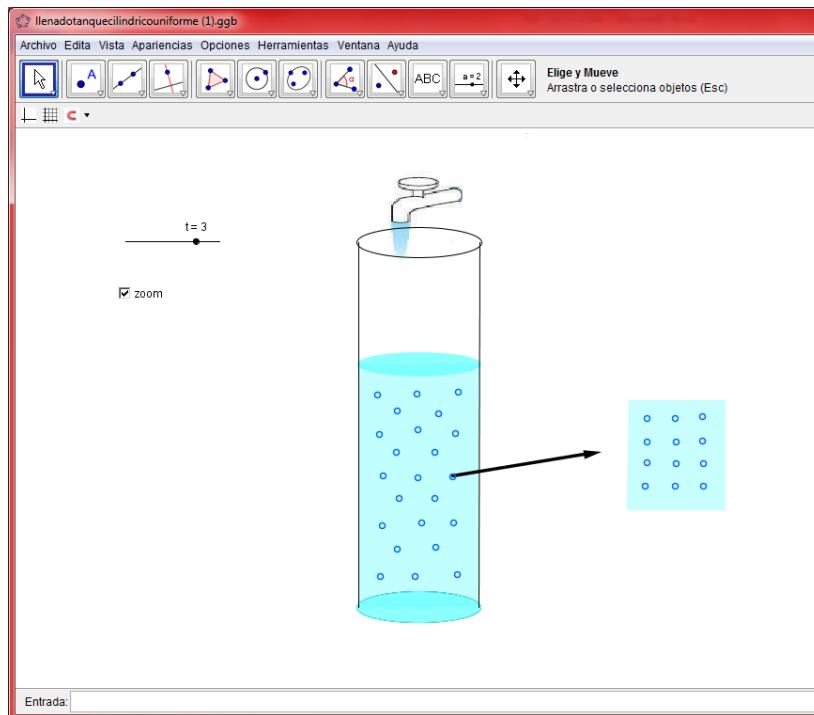 llenadotanquecilindricouniforme (1).ggb
Archivo Edita Vista Apariencias Opciones Herramientas Ventana Ayuda
A
α
ABC
a=2
Elige y Mueve
Arrastra o selecciona objetos (Esc)
t = 3
zoom
Entrada: